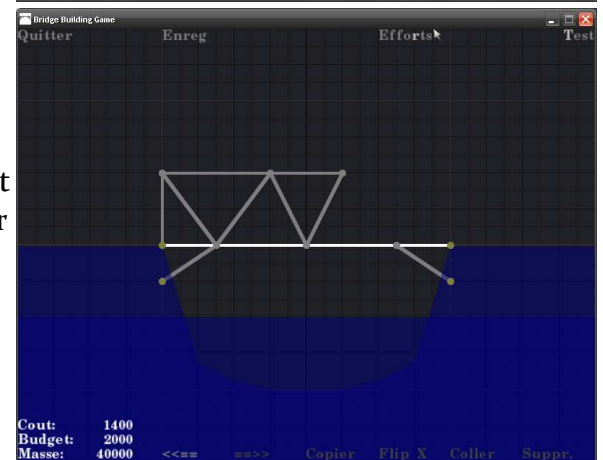 Bridge Building Game
Quitter Enreg Efforts Test
t
r
Cout: 1400
Budget: 2000
Masse: 40000 <<== ==>> Copier Flip X Coller Suppr.